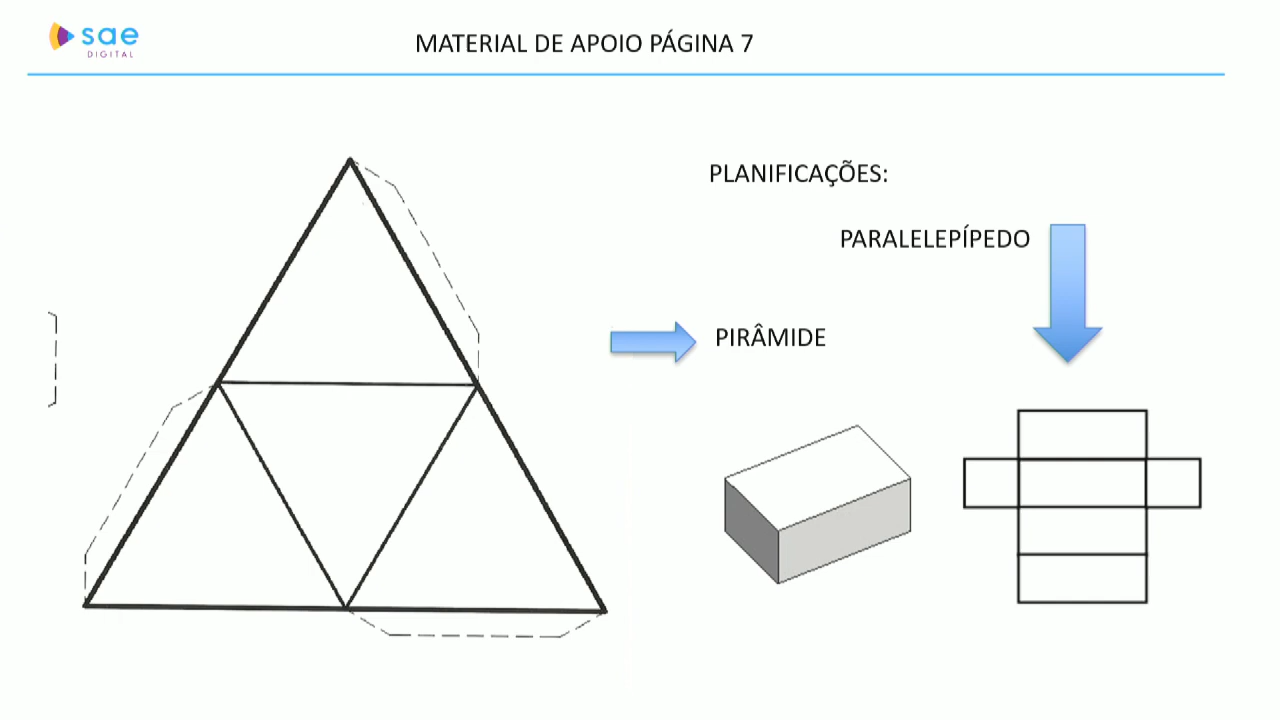 sae
DIGITAL
MATERIAL DE APOIO PÁGINA 7
PLANIFICAÇÕES:
PARALELEPÍPEDO
PIRÂMIDE